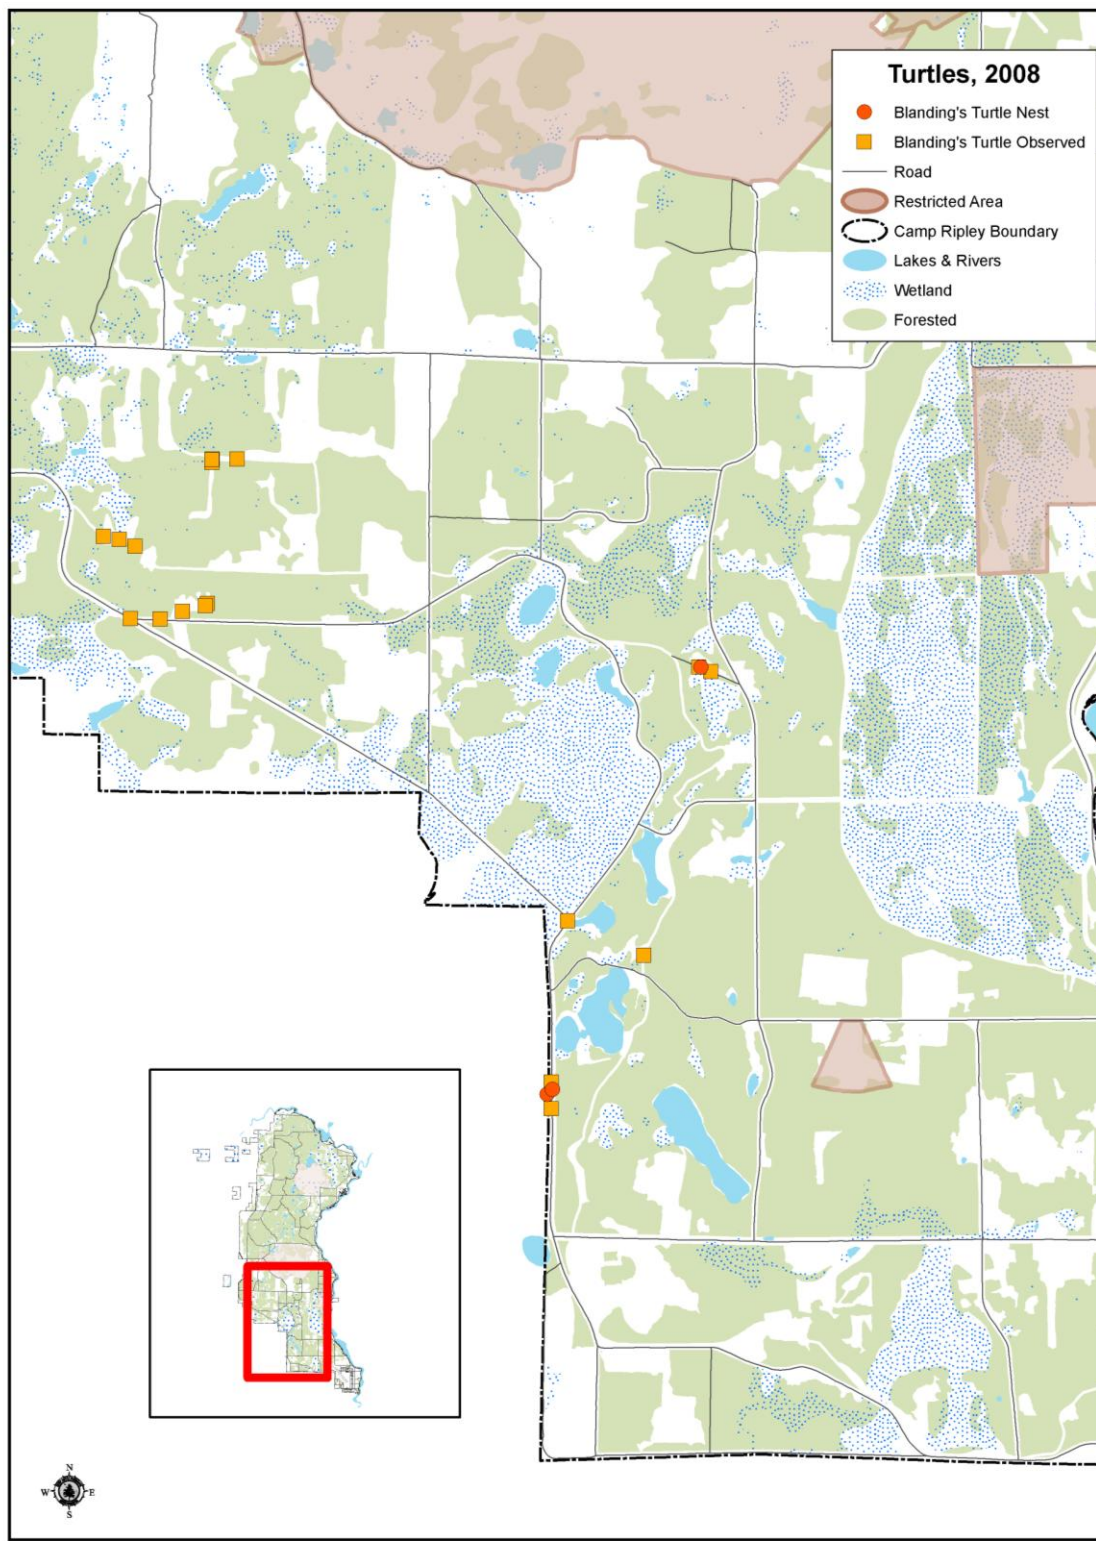 Turtles, 2008
Blanding's Turtle Nest
Blanding's Turtle Observed
Road
Restricted Area
Camp Ripley Boundary
Lakes & Rivers
Wetland
Forested
N
W E
S